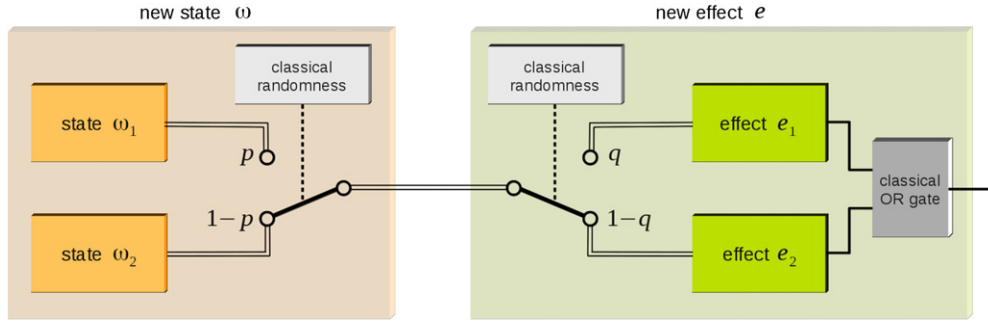 new state ω
new effect e
classical
randomness
classical
randomness
state ω1
p
q
effect e1
classical
OR gate
1−p
1−q
state ω2
effect e2